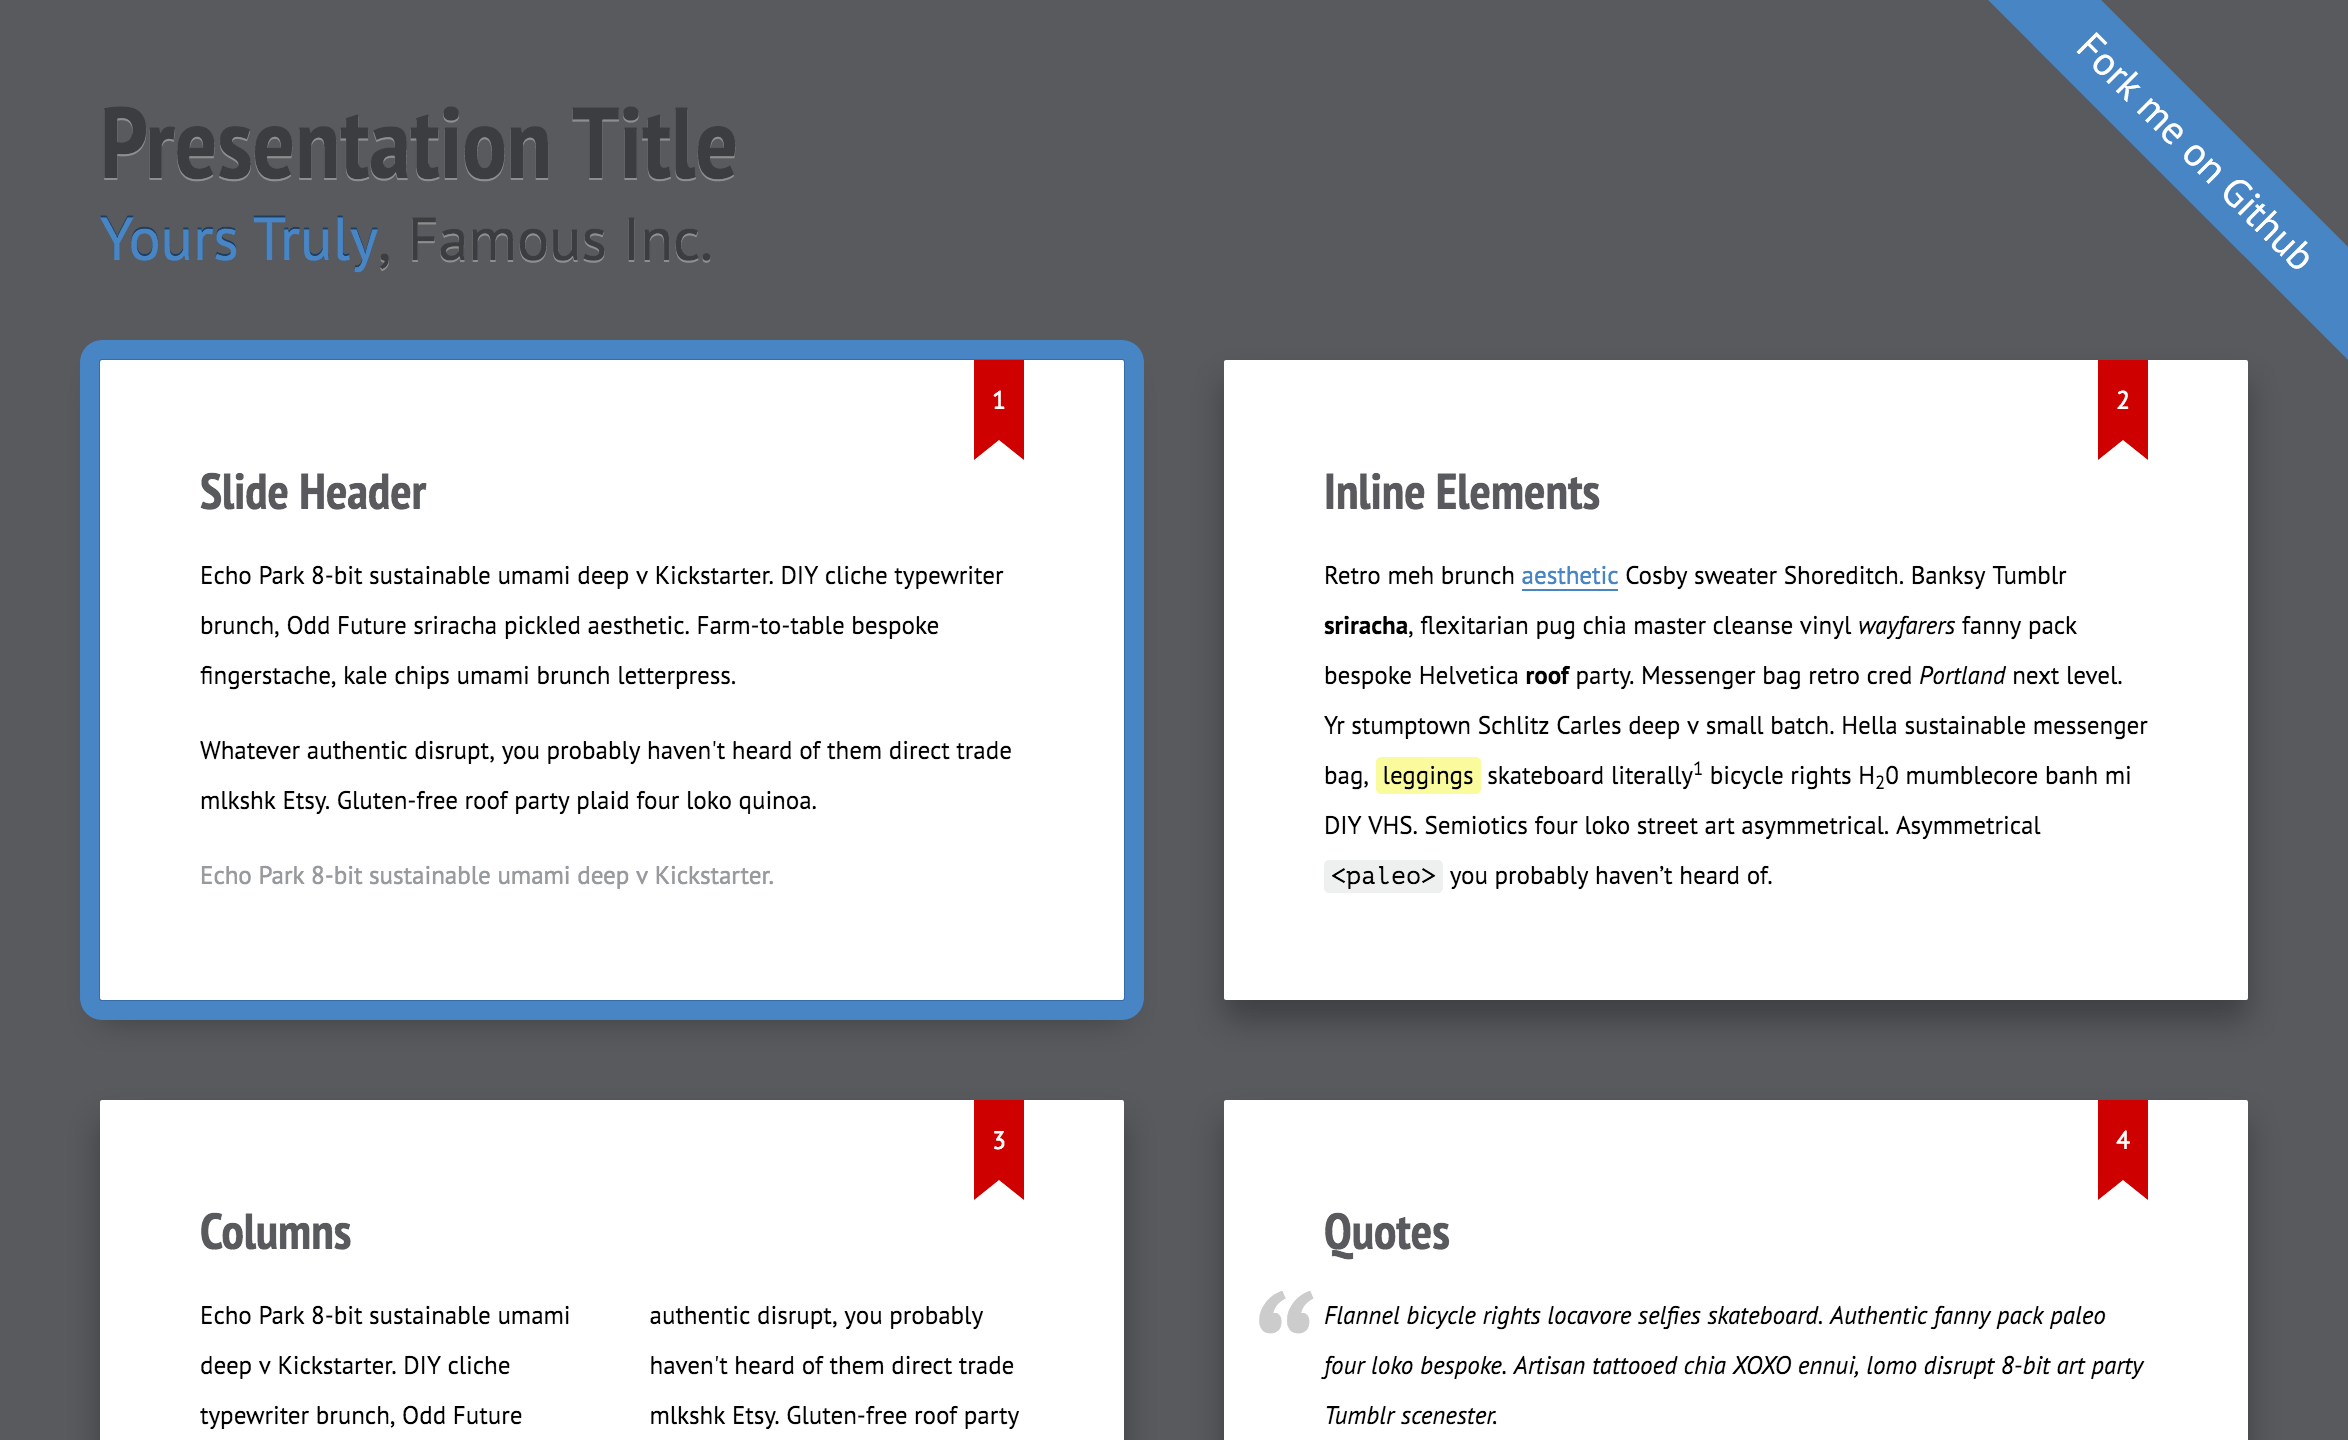 Presentation Title
Yours Truly, Famous Inc.
Fork me on Github
1
Slide Header
Echo Park 8-bit sustainable umami deep v Kickstarter. DIY cliche typewriter
brunch, Odd Future sriracha pickled aesthetic. Farm-to-table bespoke
fingerstache, kale chips umami brunch letterpress.
Whatever authentic disrupt, you probably haven't heard of them direct trade
mlkshk Etsy. Gluten-free roof party plaid four loko quinoa.
Echo Park 8-bit sustainable umami deep v Kickstarter.
2
Inline Elements
Retro meh brunch aesthetic Cosby sweater Shoreditch. Banksy Tumblr
sriracha, flexitarian pug chia master cleanse vinyl wayfarers fanny pack
bespoke Helvetica roof party. Messenger bag retro cred Portland next level.
Yr stumptown Schlitz Carles deep v small batch. Hella sustainable messenger
bag, leggings skateboard literally¹ bicycle rights H₂0 mumblecore banh mi
DIY VHS. Semiotics four loko street art asymmetrical. Asymmetrical
<paleo> you probably haven’t heard of.
3
Columns
Echo Park 8-bit sustainable umami
deep v Kickstarter. DIY cliche
typewriter brunch, Odd Future
authentic disrupt, you probably
haven't heard of them direct trade
mlkshk Etsy. Gluten-free roof party
4
Quotes
“
Flannel bicycle rights locavore selfies skateboard. Authentic fanny pack paleo
four loko bespoke. Artisan tattooed chia XOXO ennui, lomo disrupt 8-bit art party
Tumblr scenester.